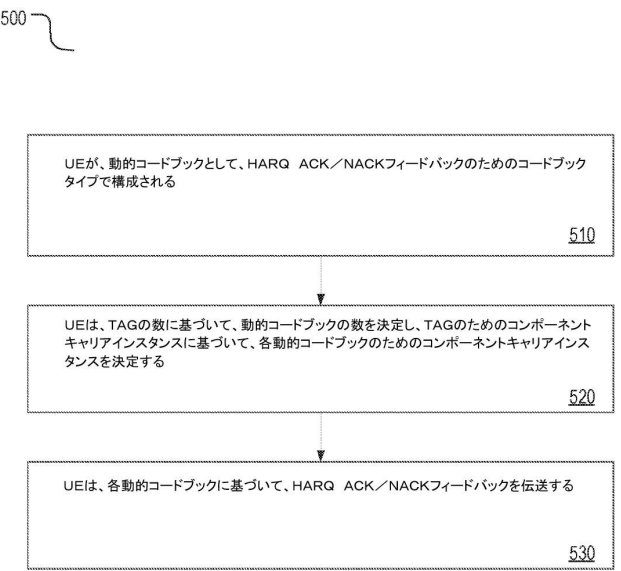 500
UEが、動的コードブックとして、HARQ ACK／NACKフィードバックのためのコードブック
タイプで構成される
510
UEは、TAGの数に基づいて、動的コードブックの数を決定し、TAGのためのコンポーネント
キャリアインスタンスに基づいて、各動的コードブックのためのコンポーネントキャリアインス
タンスを決定する
520
UEは、各動的コードブックに基づいて、HARQ ACK／NACKフィードバックを伝送する
530